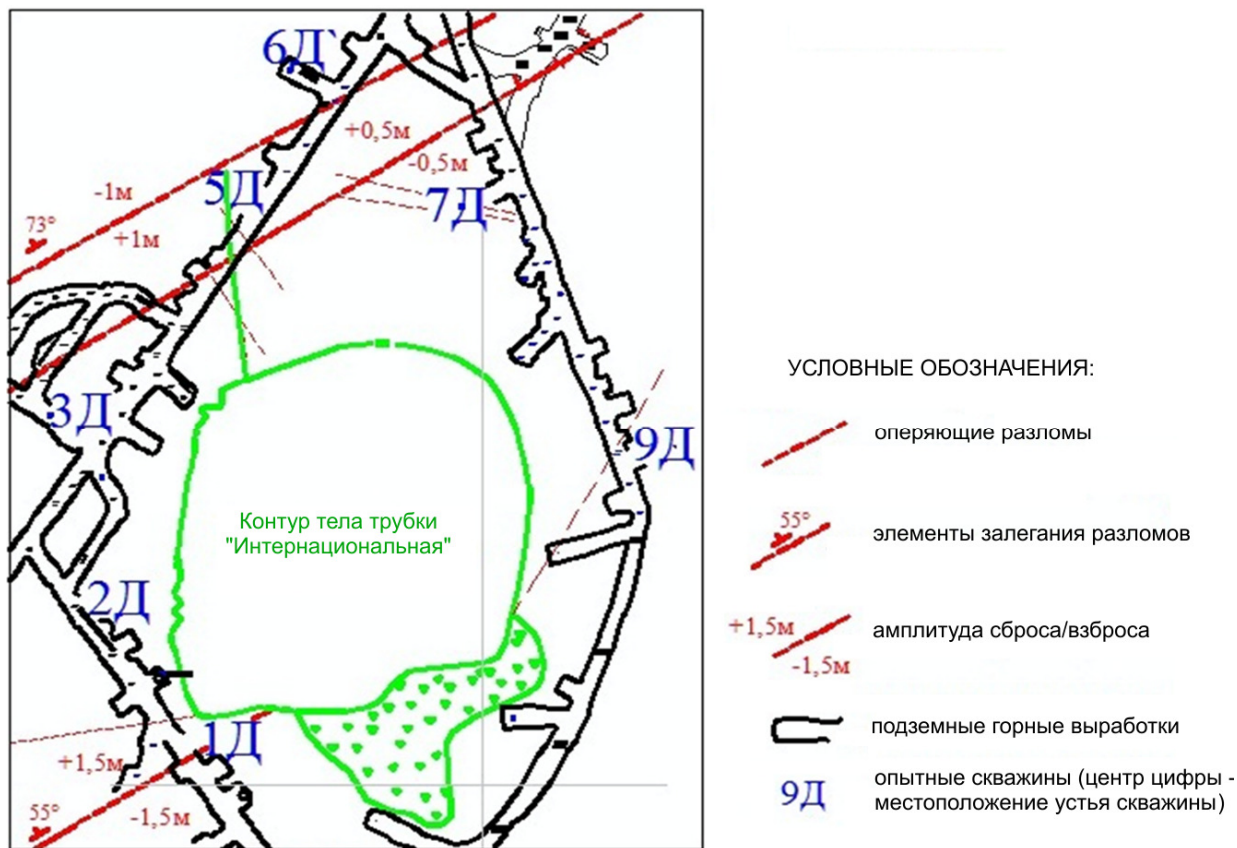 6Д`
+0,5м
-0,5м
5Д
7Д
-1м
73°
+1м
3Д
9Д
Контур тела трубки
"Интернациональная"
2Д
1Д
+1,5м
55°
-1,5м
УСЛОВНЫЕ ОБОЗНАЧЕНИЯ:
оперяющие разломы
55°
элементы залегания разломов
+1,5м
-1,5м
амплитуда сброса/взброса
подземные горные выработки
9Д
опытные скважины (центр цифры -
местоположение устья скважины)